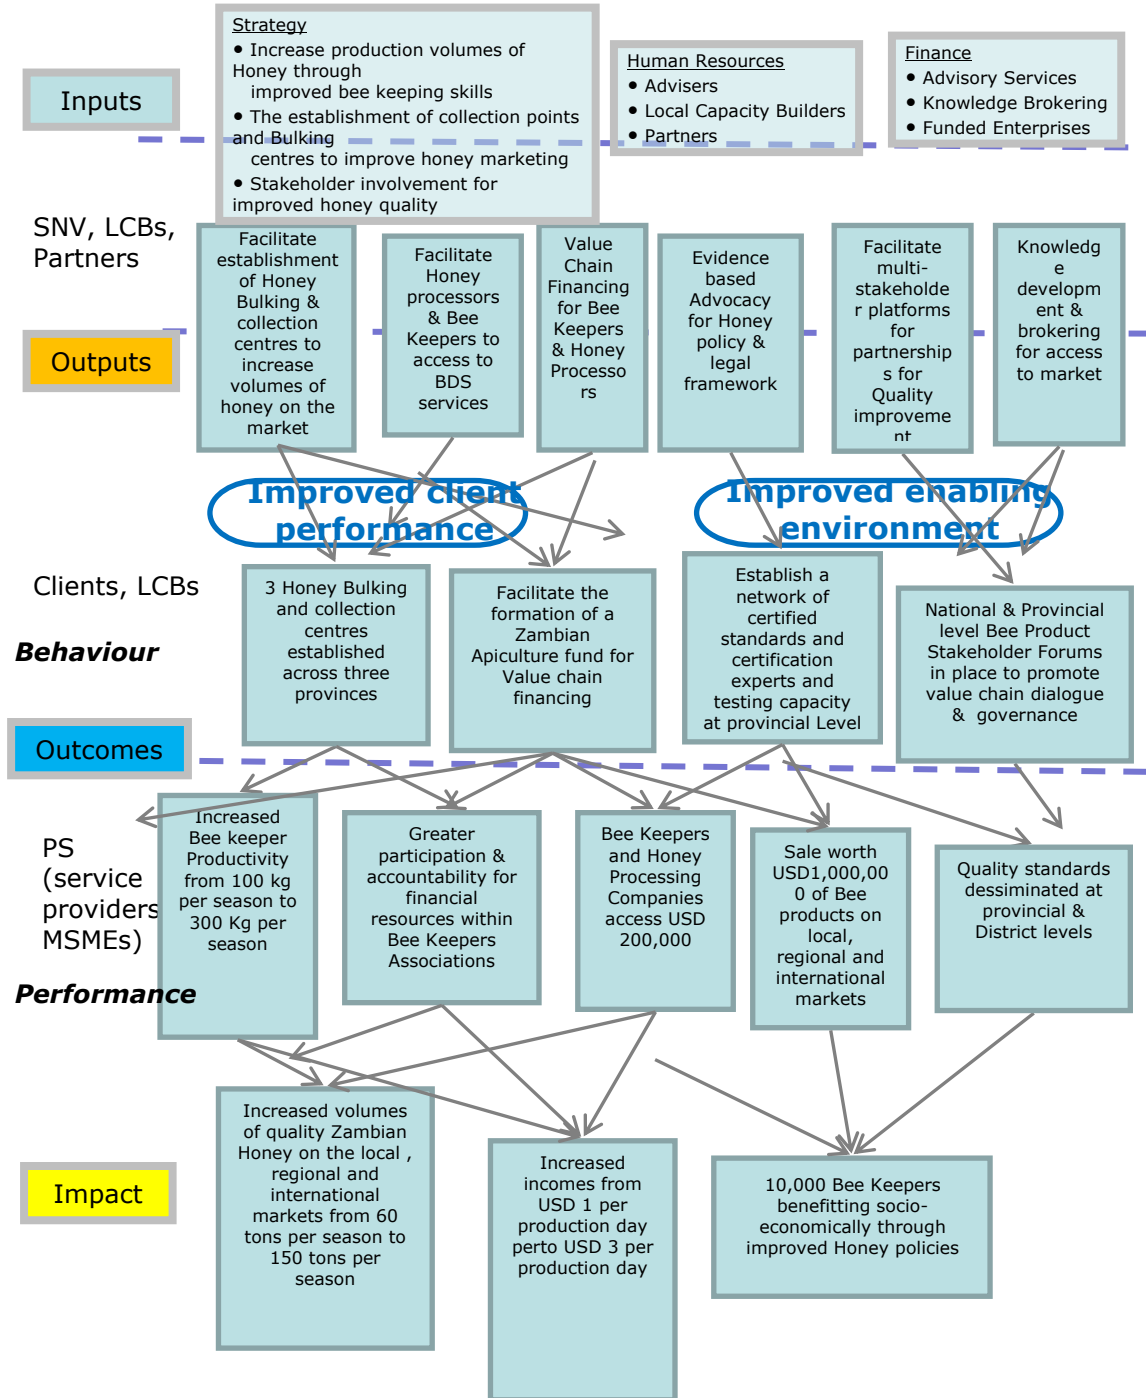 Strategy
• Increase production volumes of
Honey through
improved bee keeping skills
• The establishment of collection points
and Bulking
centres to improve honey marketing
• Stakeholder involvement for
improved honey quality
Human Resources
• Advisers
• Local Capacity Builders
• Partners
Finance
• Advisory Services
• Knowledge Brokering
• Funded Enterprises
Inputs
SNV, LCBs,
Partners
Facilitate
establishment
of Honey
Bulking &
collection
centres to
increase
volumes of
honey on the
market
Facilitate
Honey
processors
& Bee
Keepers to
access to
BDS
services
Value
Chain
Financing
for Bee
Keepers
& Honey
Processo
rs
Evidence
based
Advocacy
for Honey
policy &
legal
framework
Facilitate
multi-
stakeholde
r platforms
for
partnership
s for
Quality
improveme
nt
Knowledg
e
developm
ent &
brokering
for access
to market
Outputs
Improved client
performance
Improved enabling
environment
Clients, LCBs
Behaviour
3 Honey Bulking
and collection
centres
established
across three
provinces
Facilitate the
formation of a
Zambian
Apiculture fund for
Value chain
financing
Establish a
network of
certified
standards and
certification
experts and
testing capacity
at provincial Level
National & Provincial
level Bee Product
Stakeholder Forums
in place to promote
value chain dialogue
& governance
Outcomes
PS
(service
providers
MSMEs)
Performance
Increased
Bee keeper
Productivity
from 100 kg
per season to
300 Kg per
season
Greater
participation &
accountability for
financial
resources within
Bee Keepers
Associations
Bee Keepers
and Honey
Processing
Companies
access USD
200,000
Sale worth
USD1,000,00
0 of Bee
products on
local,
regional and
international
markets
Quality standards
dessiminated at
provincial &
District levels
Impact
Increased volumes
of quality Zambian
Honey on the local ,
regional and
international
markets from 60
tons per season to
150 tons per
season
Increased
incomes from
USD 1 per
production day
perto USD 3 per
production day
10,000 Bee Keepers
benefitting socio-
economically through
improved Honey policies